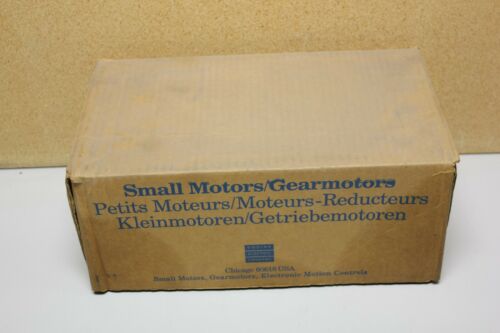 Small Motors/Gearmotors
Petits Moteurs/Moteurs-Reducteurs
Kleinmotoren/Getriebemotoren
Chicago 60618 USA
Small Motors, Gearmotors, Electronic Motion Controls